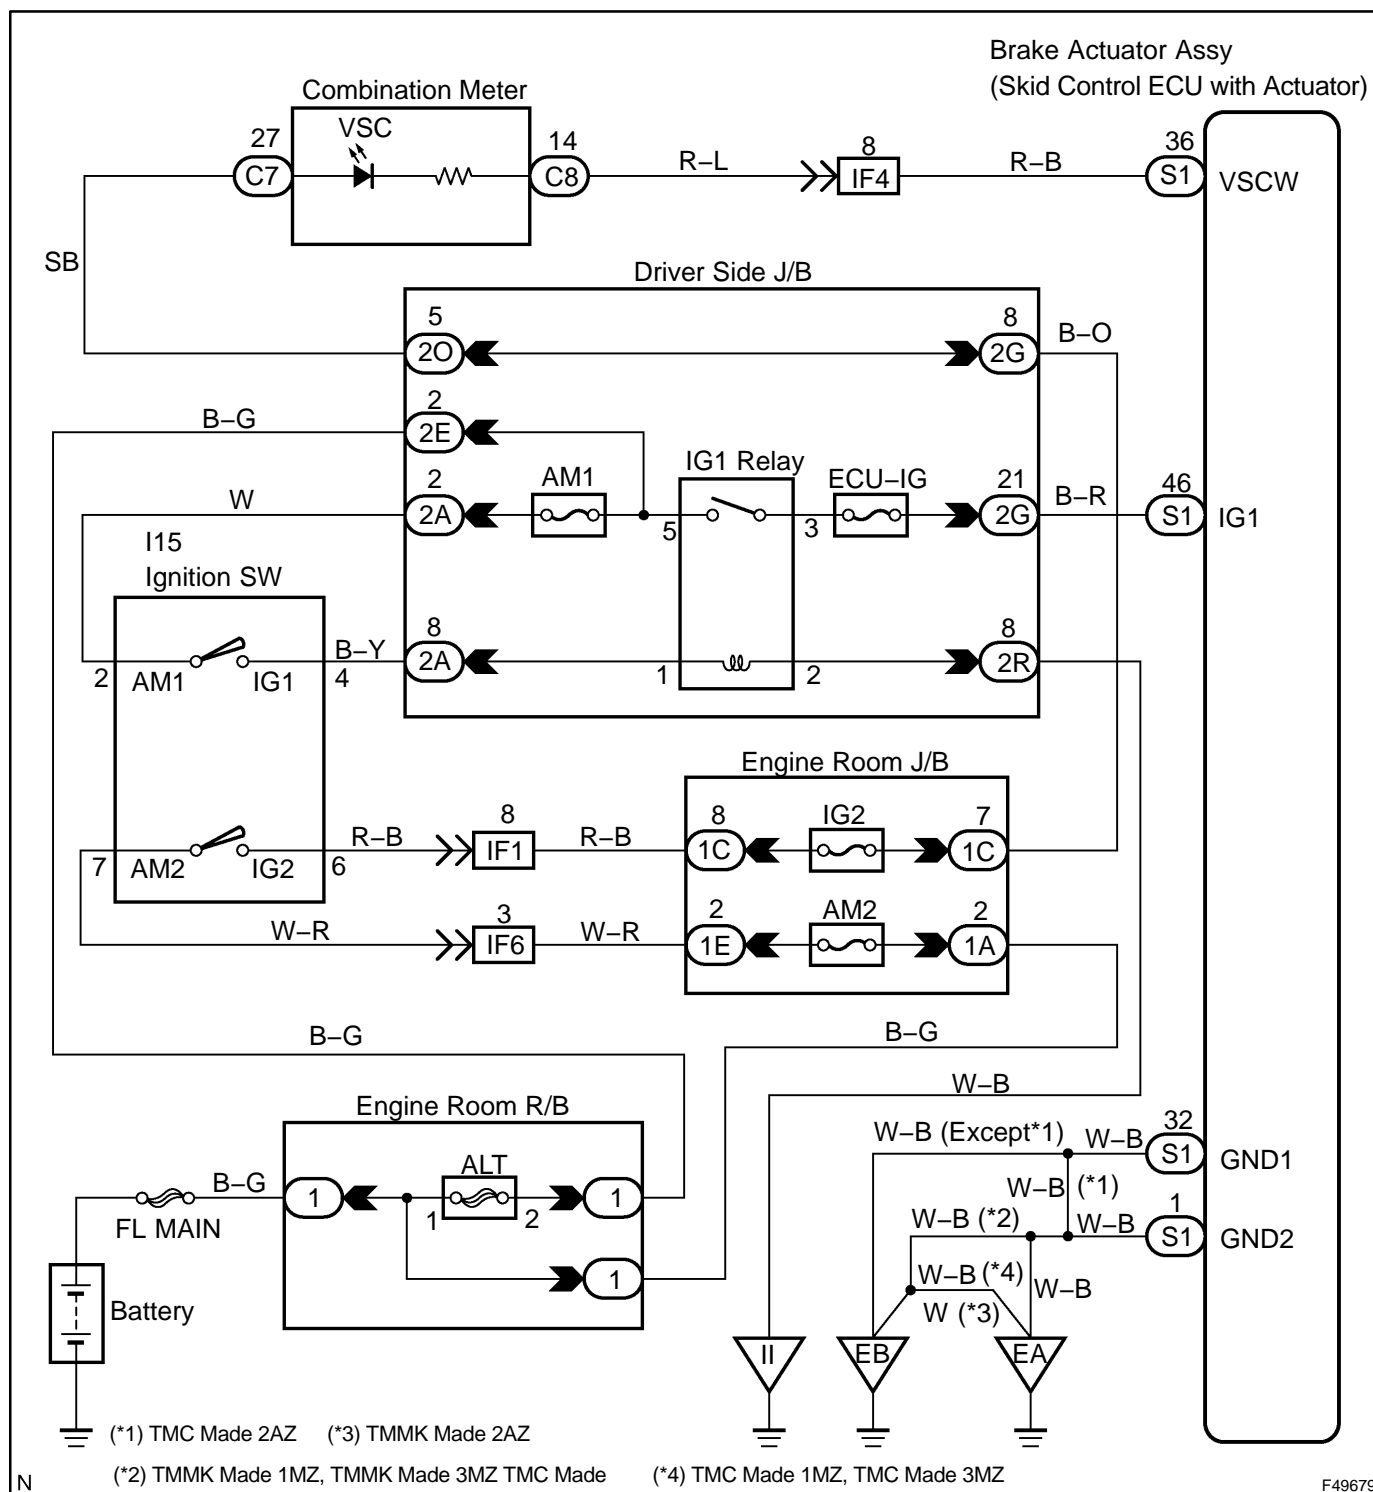 Brake Actuator Assy
(Skid Control ECU with Actuator)
Combination Meter
VSC
27
C7
14
C8
R–L
8
IF4
R–B
36
S1
VSCW
SB
Driver Side J/B
5
2O
8
2G
B–O
B–G
2
2E
IG1 Relay
W
2
2A
AM1
5
3
ECU–IG
21
2G
B–R
46
S1
IG1
I15
Ignition SW
2
AM1
IG1
4
B–Y
8
2A
1
2
8
2R
Engine Room J/B
7
AM2
IG2
6
R–B
8
IF1
R–B
8
1C
IG2
7
1C
W–R
3
IF6
W–R
2
1E
AM2
2
1A
B–G
B–G
W–B
Engine Room R/B
W–B (Except*1)
W–B
32
S1
GND1
FL MAIN
B–G
1
1
ALT
2
1
W–B (*1)
W–B (*2)
W–B
1
S1
GND2
1
W–B (*4)
W–B
W (*3)
Battery
II
EB
EA
(*1) TMC Made 2AZ
(*3) TMMK Made 2AZ
(*2) TMMK Made 1MZ, TMMK Made 3MZ TMC Made
(*4) TMC Made 1MZ, TMC Made 3MZ
N
F49679